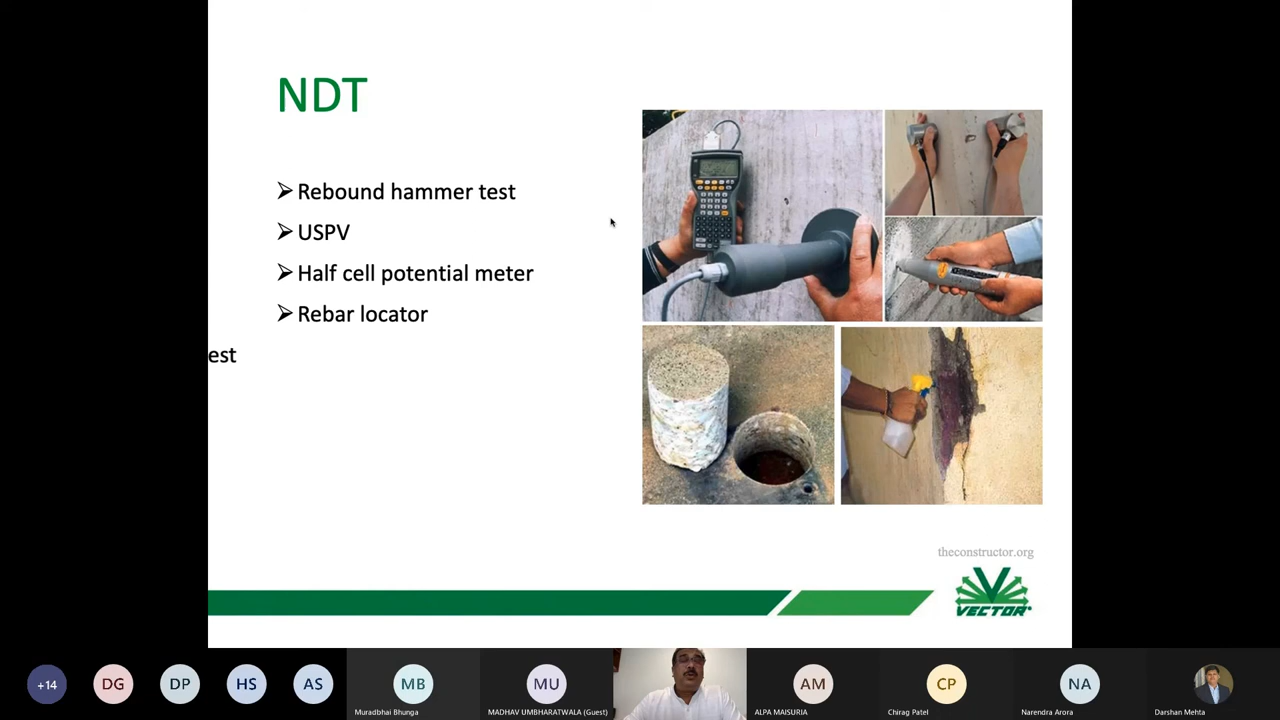 NDT
➢ Rebound hammer test
➢ USPV
➢ Half cell potential meter
➢ Rebar locator
est
theconstructor.org
VECTOR®
+14
DG
DP
HS
AS
MB
MU
AM
CP
NA
Muradbhai Bhunga
MADHAV UMBHARATWALA (Guest)
ALPA MAISURIA
Chirag Patel
Narendra Arora
Darshan Mehta